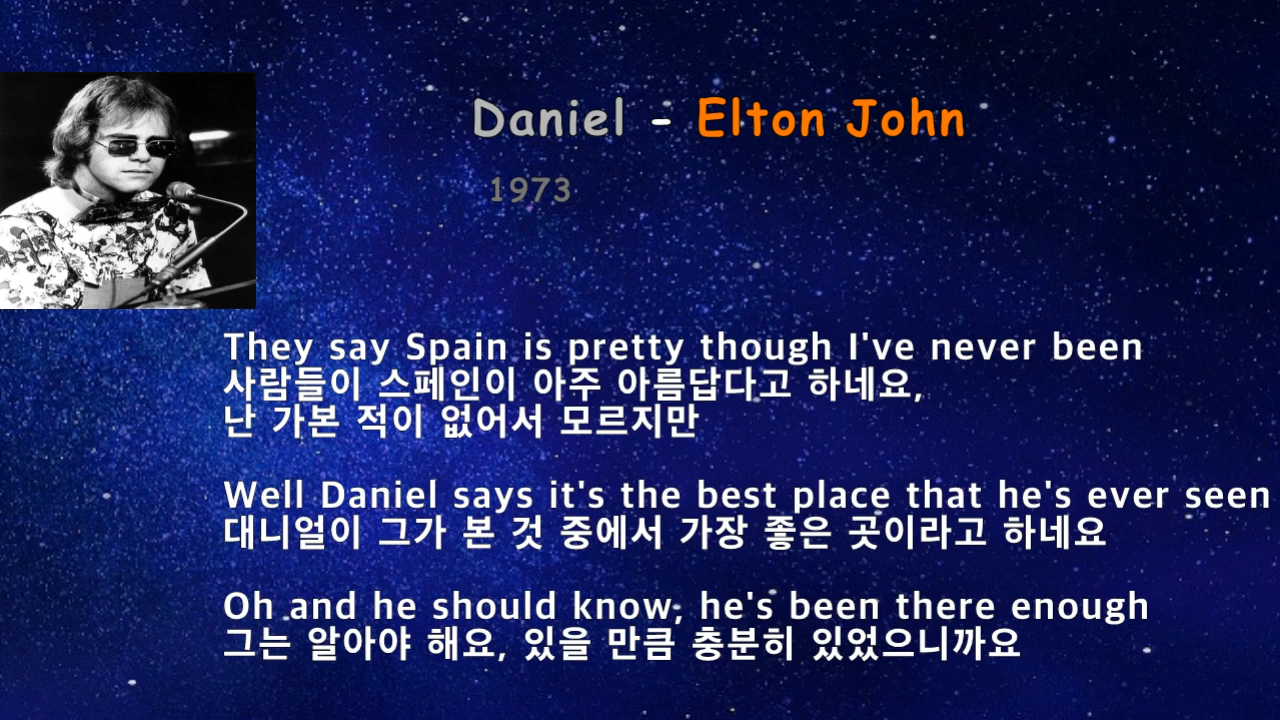 Daniel - Elton John
1973
They say Spain is pretty though I've never been
사람들이 스페인이 아주 아름답다고 하네요,
난 가본 적이 없어서 모르지만
Well Daniel says it's the best place that he's ever seen
대니얼이 그가 본 것 중에서 가장 좋은 곳이라고 하네요
Oh and he should know, he's been there enough
그는 알아야 해요, 있을 만큼 충분히 있었으니까요